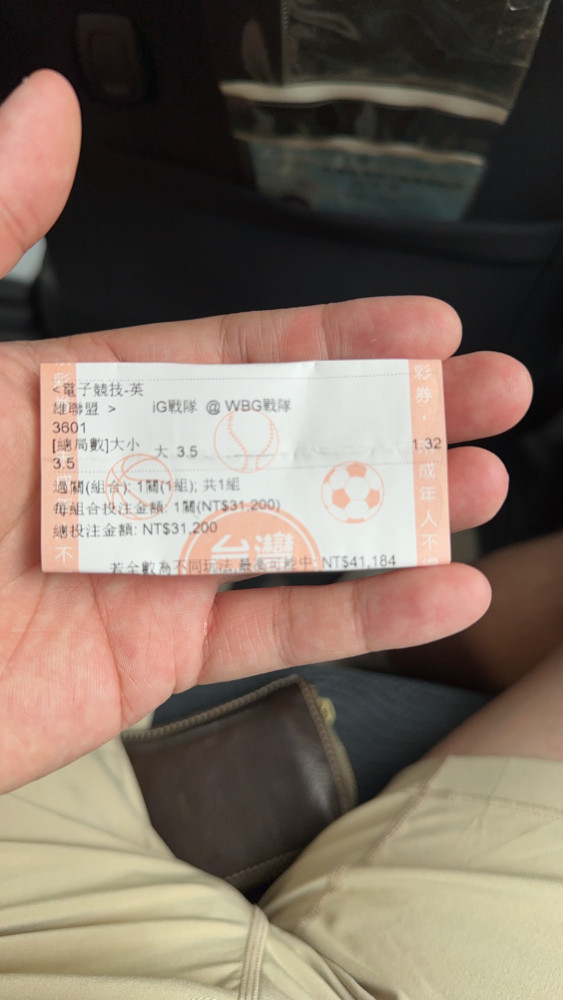 <電子競技-英
雄聯盟 > iG戰隊 @ WBG戰隊
3601
[總局數]大小 大 3.5 1.32
3.5
過關(組合): 1關(1組); 共1組
每組合投注金額: 1關(NT$31,200)
總投注金額: NT$31,200
台灣
若全數為不同玩法,最高可能中: NT$41,184
彩券
成年人不
不